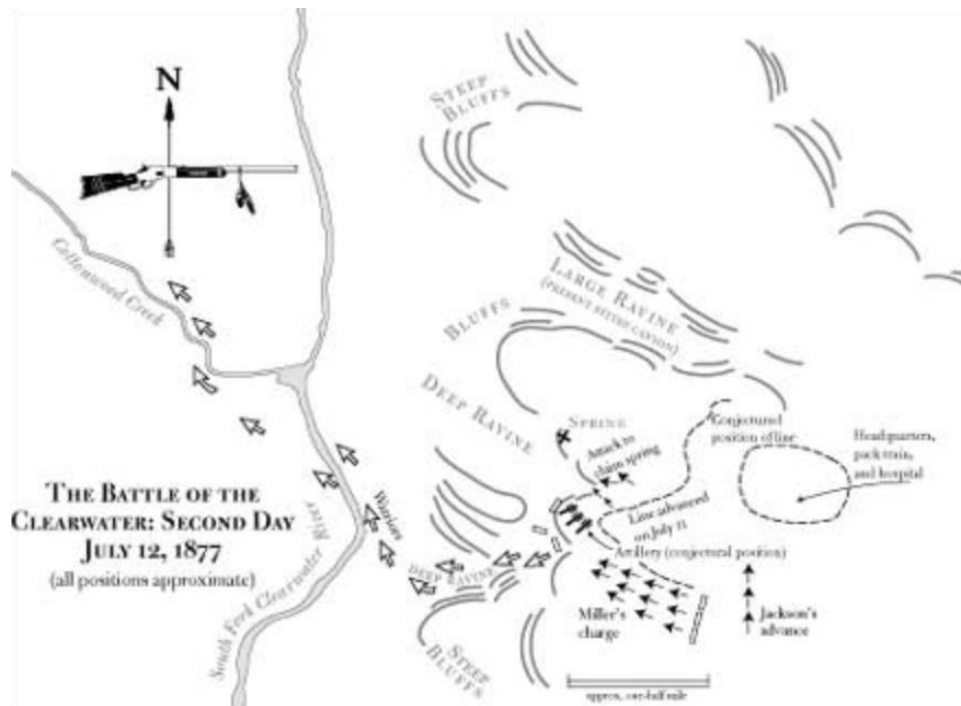 N
STEEP
BLUFFS
Cottonwood Creek
LARGE RAVINE
(PRESENT STITES CANYON)
BLUFFS
DEEP RAVINE
SPRING
Attack to
claim spring
Conjectured
position of line
Headquarters,
pack train,
and hospital
THE BATTLE OF THE
CLEARWATER: SECOND DAY
JULY 12, 1877
(all positions approximate)
Warriors
Line advanced
on July 11
Artillery (conjectural position)
DEEP RAVINE
South Fork Clearwater
River
Miller's
charge
Jackson's
advance
STEEP
BLUFFS
approx. one-half mile